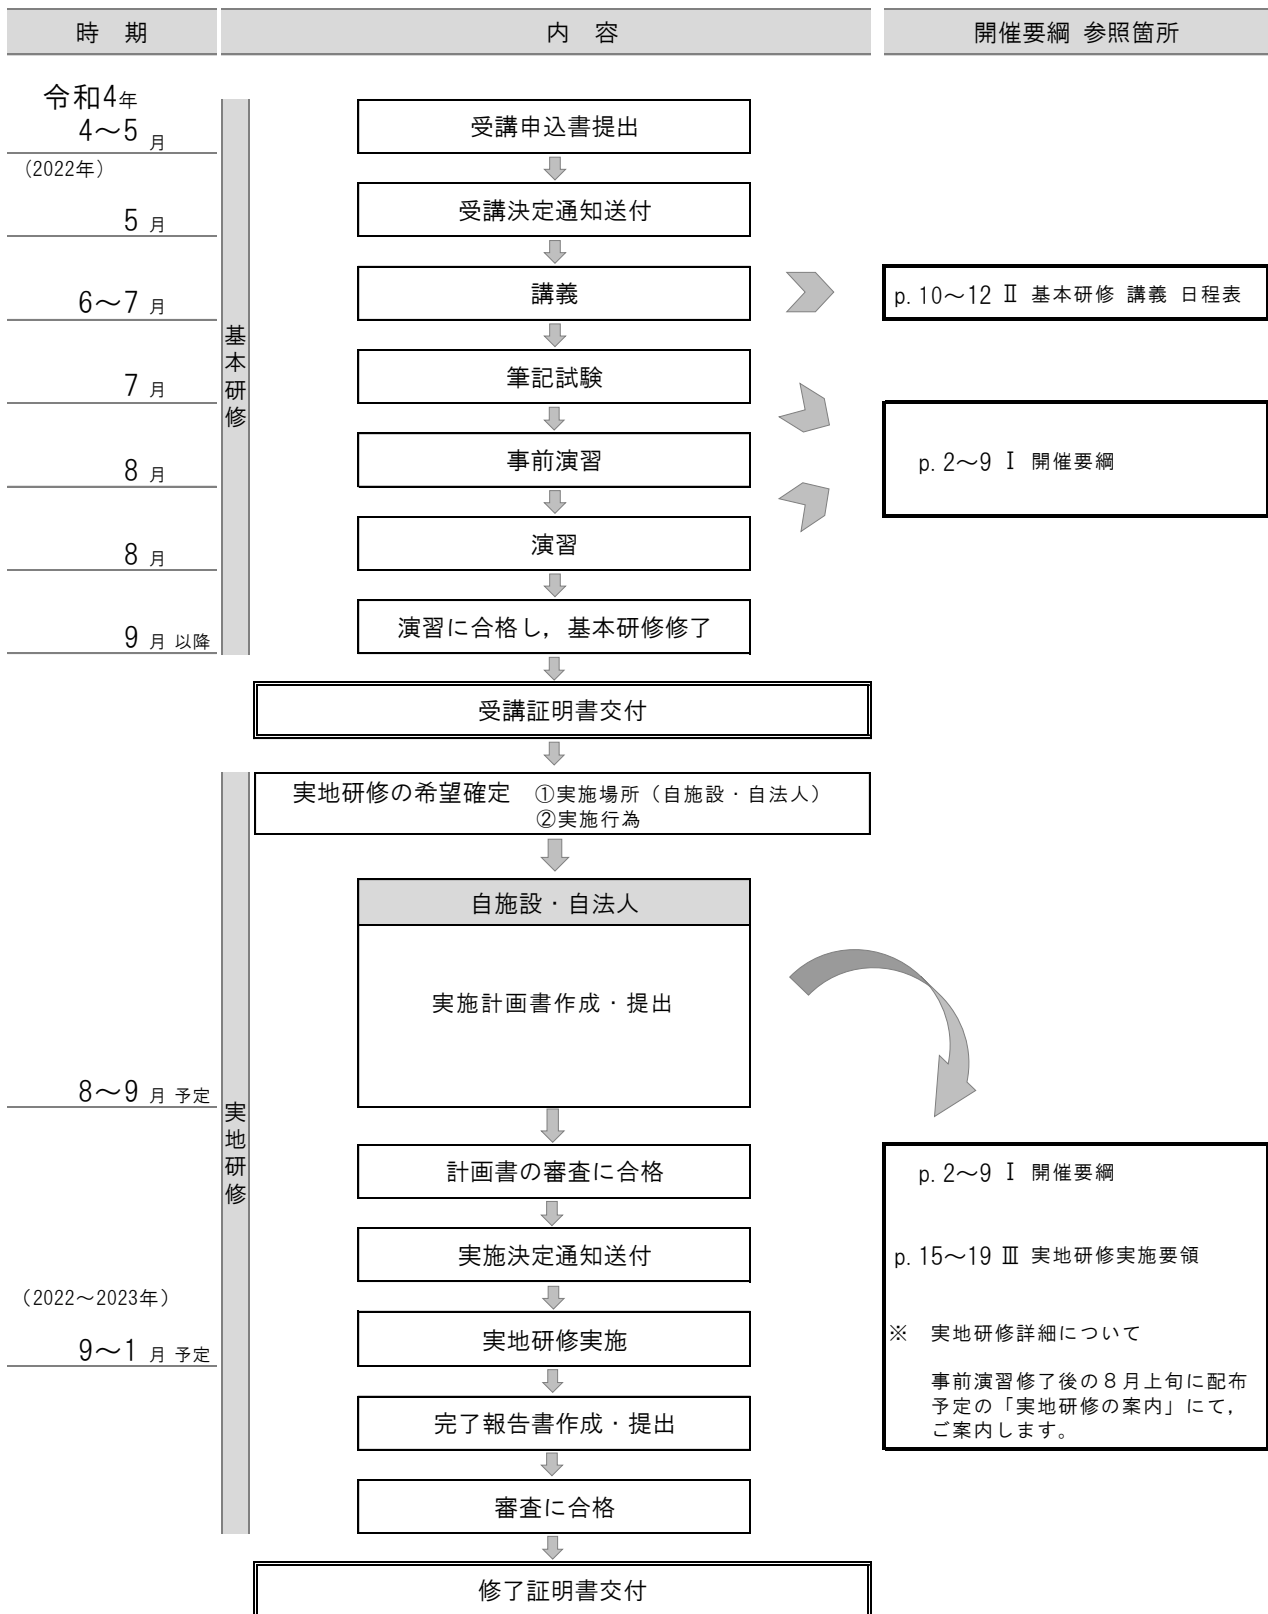 時　期
内　容
開催要綱 参照箇所
令和4年
4～5 月
受講申込書提出
（2022年）
5 月
受講決定通知送付
6～7 月
講義
p. 10～12 Ⅱ 基本研修 講義 日程表
基本研修
7 月
筆記試験
8 月
事前演習
p. 2～9 Ⅰ 開催要綱
8 月
演習
9 月 以降
演習に合格し，基本研修修了
受講証明書交付
実地研修の希望確定　①実施場所（自施設・自法人）
②実施行為
自施設・自法人
実施計画書作成・提出
8～9 月 予定
実地研修
計画書の審査に合格
p. 2～9 Ⅰ 開催要綱
実施決定通知送付
p. 15～19 Ⅲ 実地研修実施要領
（2022～2023年）
9～1 月 予定
実地研修実施
※　実地研修詳細について
事前演習修了後の８月上旬に配布
予定の「実地研修の案内」にて，
ご案内します。
完了報告書作成・提出
審査に合格
修了証明書交付